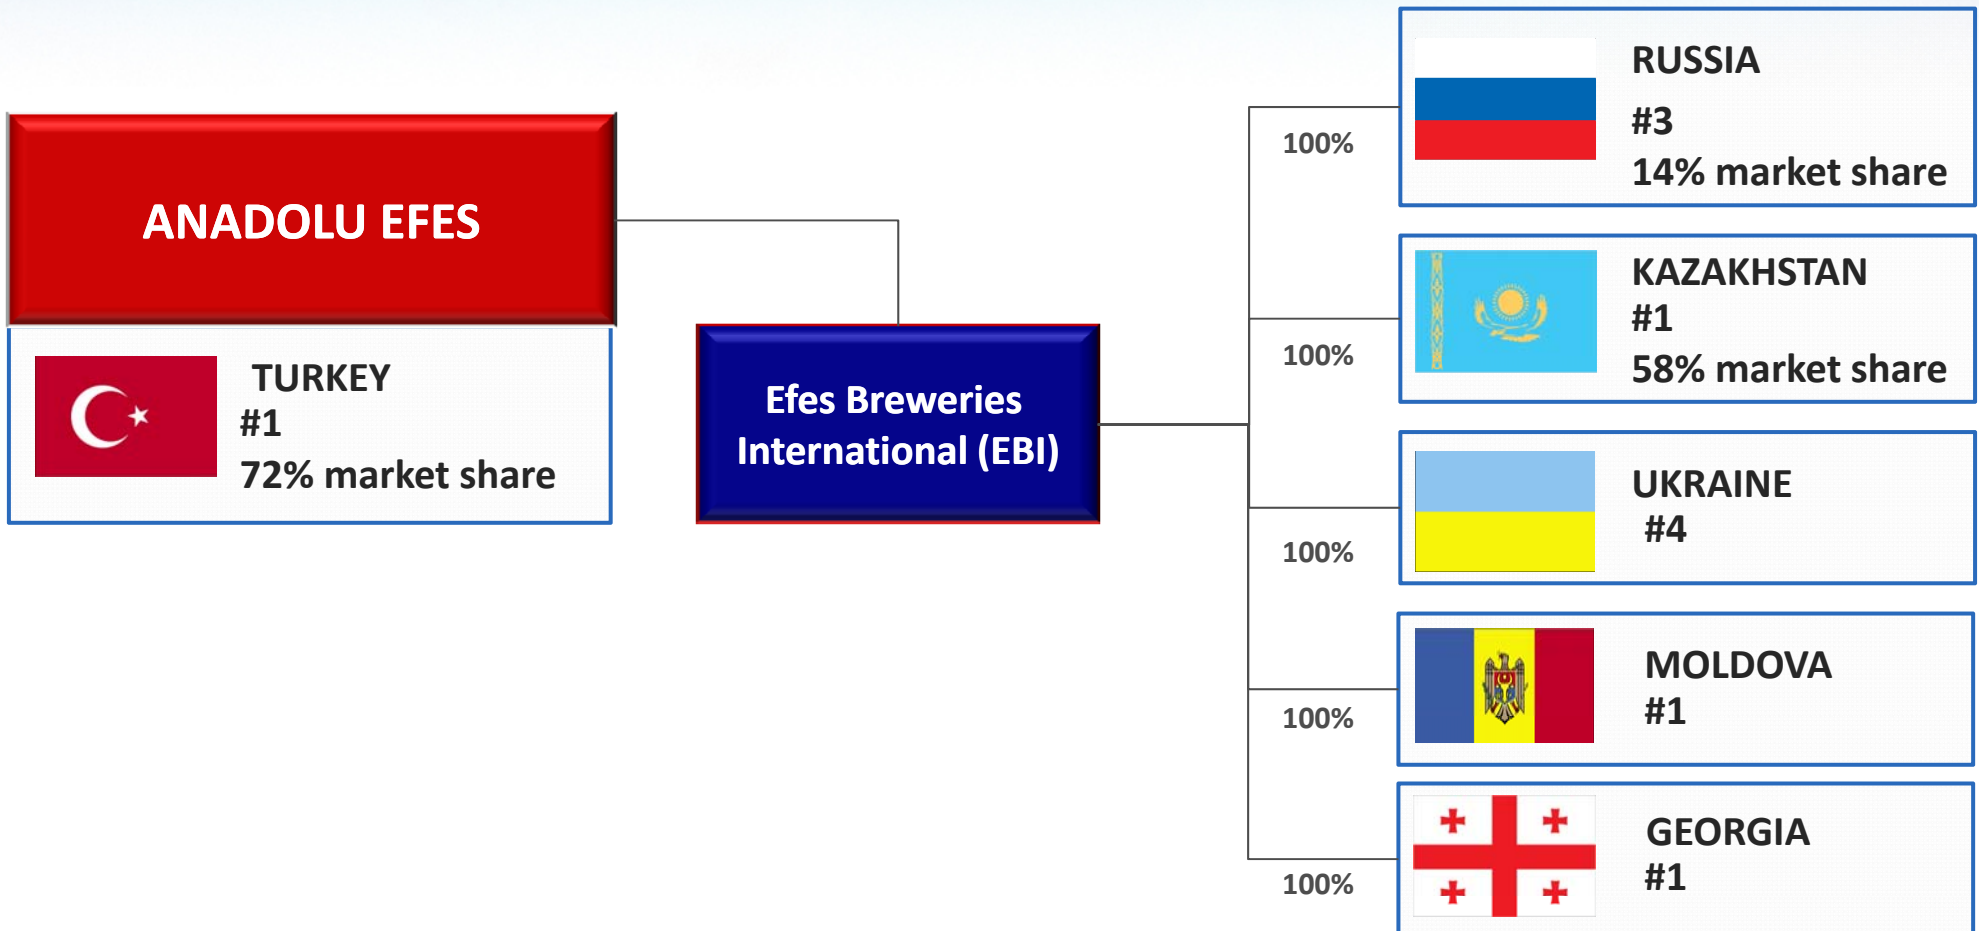 ANADOLU EFES
TURKEY
#1
72% market share
Efes Breweries
International (EBI)
100%
RUSSIA
#3
14% market share
100%
KAZAKHSTAN
#1
58% market share
100%
UKRAINE
#4
100%
MOLDOVA
#1
100%
GEORGIA
#1